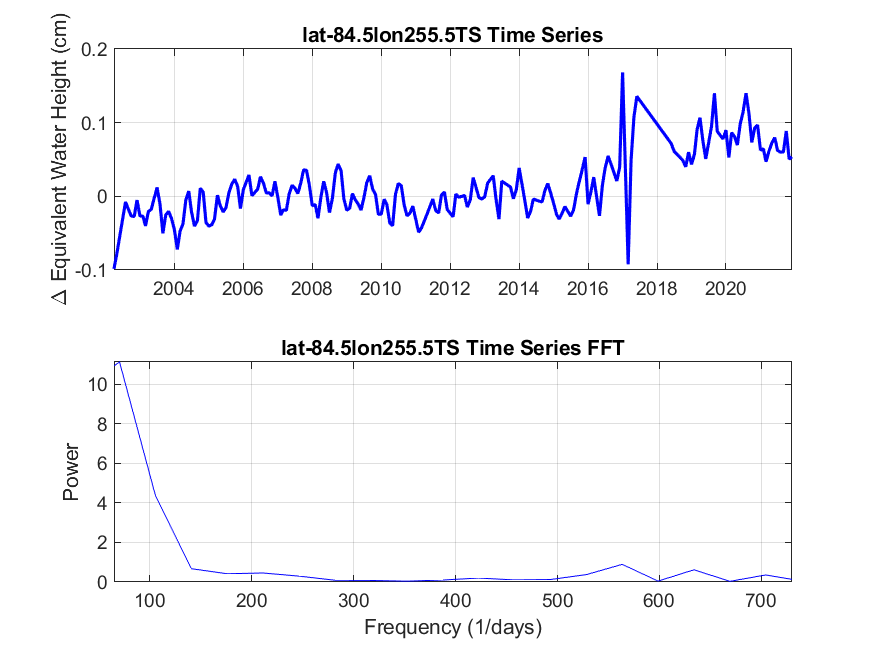 lat-84.5lon255.5TS Time Series
Δ Equivalent Water Height (cm)
0.2
0.1
0
-0.1
2004 2006 2008 2010 2012 2014 2016 2018 2020
lat-84.5lon255.5TS Time Series FFT
Power
10
8
6
4
2
0
100 200 300 400 500 600 700
Frequency (1/days)